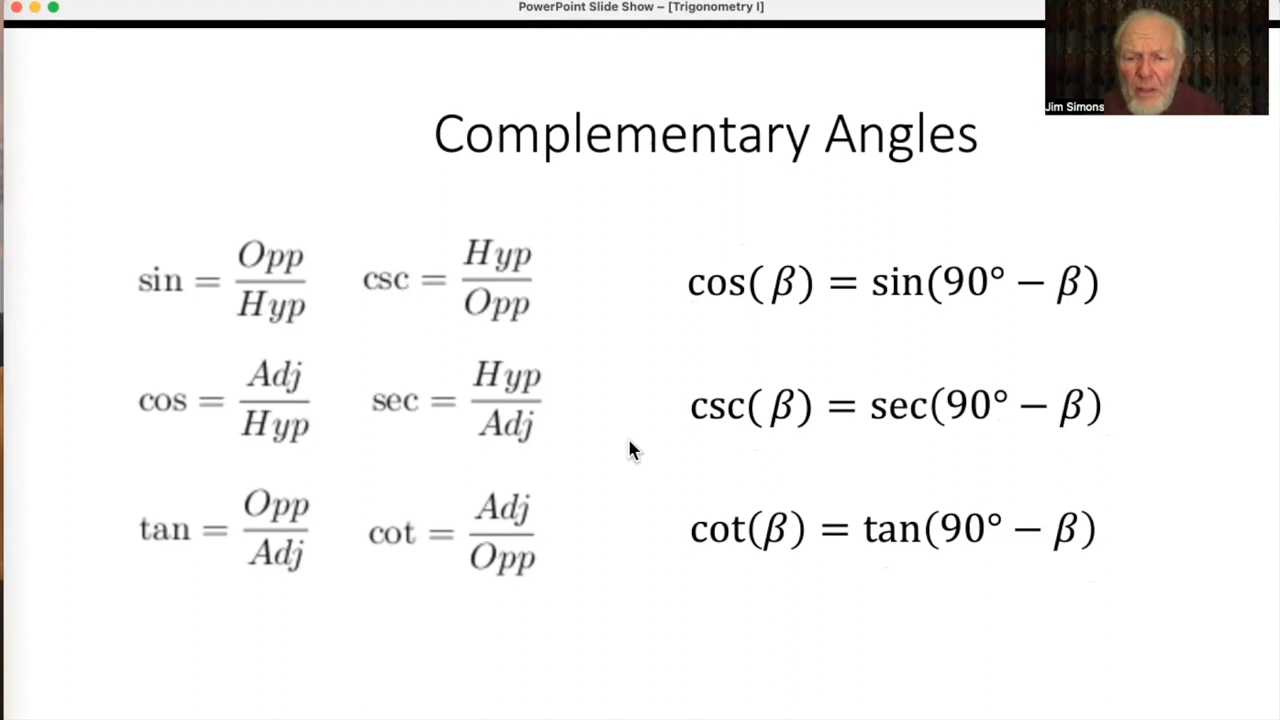 PowerPoint Slide Show – [Trigonometry I]
Jim Simons
Complementary Angles
sin = Opp/Hyp csc = Hyp/Opp cos(β) = sin(90° − β)
cos = Adj/Hyp sec = Hyp/Adj csc(β) = sec(90° − β)
tan = Opp/Adj cot = Adj/Opp cot(β) = tan(90° − β)